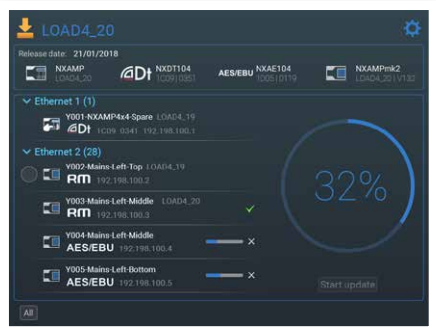 LOAD4_20
Release date: 21/01/2018
NXAMP NXDT104 NXAE104 NXAMPmk2
LOAD4_20 Dt 1C09|0351 AES/EBU 1C05|0119 LOAD4_20|V132
Ethernet 1 (1)
Y001-NXAMP4x4-Spare LOAD4_19
Dt 1C09 0341 192.198.100.1
Ethernet 2 (28)
Y002-Mains-Left-Top LOAD4_19
RM 192.198.100.2
Y003-Mains-Left-Middle LOAD4_20
RM 192.198.100.3
Y004-Mains-Left-Middle
AES/EBU 192.198.100.4
Y005-Mains-Left-Bottom
AES/EBU 192.198.100.5
32%
Start update
All